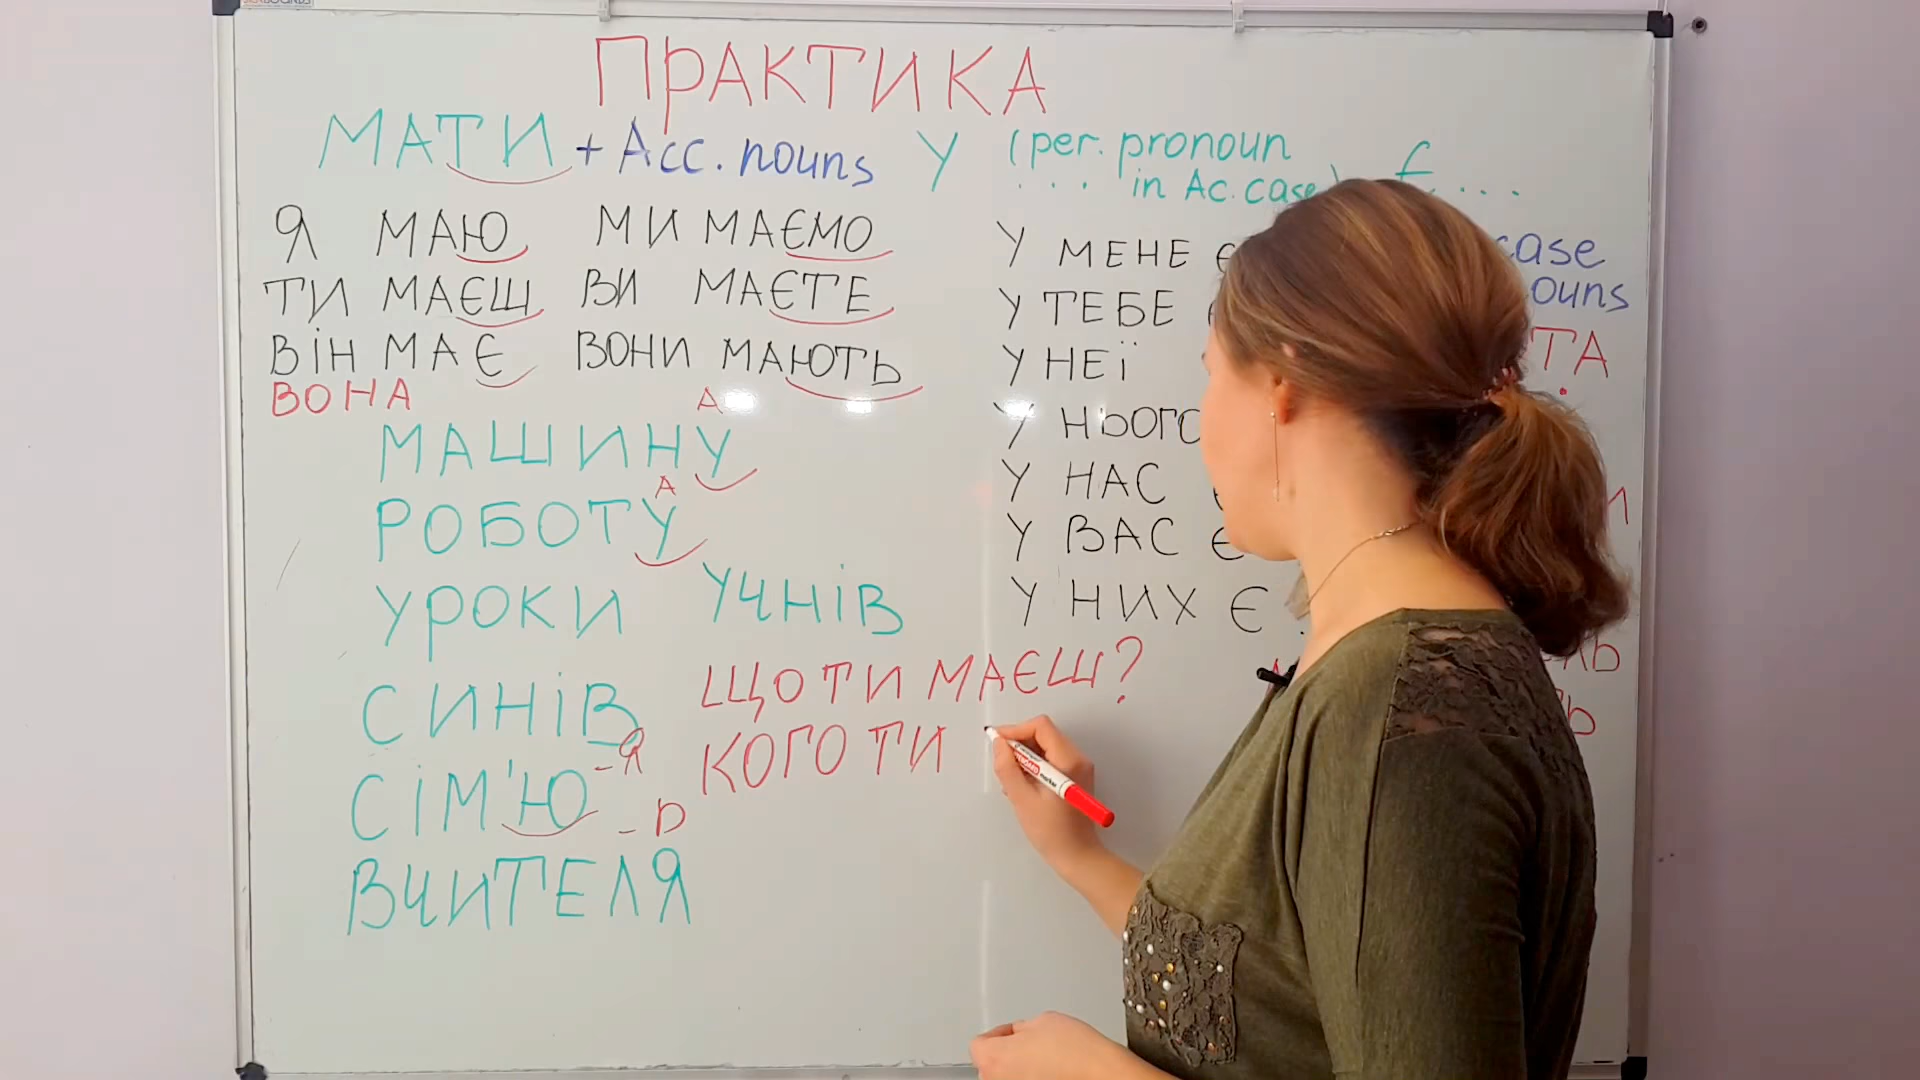 ПРАКТИКА
МАТИ + Acc. nouns
Я МАЮ МИ МАЄМО
ТИ МАЄШ ВИ МАЄТЕ
ВІН МАЄ ВОНИ МАЮТЬ
ВОНА
А
МАШИНУ
А
РОБОТУ
УРОКИ УЧНІВ
СИНІВ
-Я
СІМ'Ю
-Ь
ВЧИТЕЛЯ
ЩО ТИ МАЄШ?
КОГО ТИ
У (per. pronoun
... in Ac. case) Є ...
У МЕНЕ Є case
У ТЕБЕ
У НЕЇ
У НЬОГО
У НАС Є
У ВАС Є
У НИХ Є .